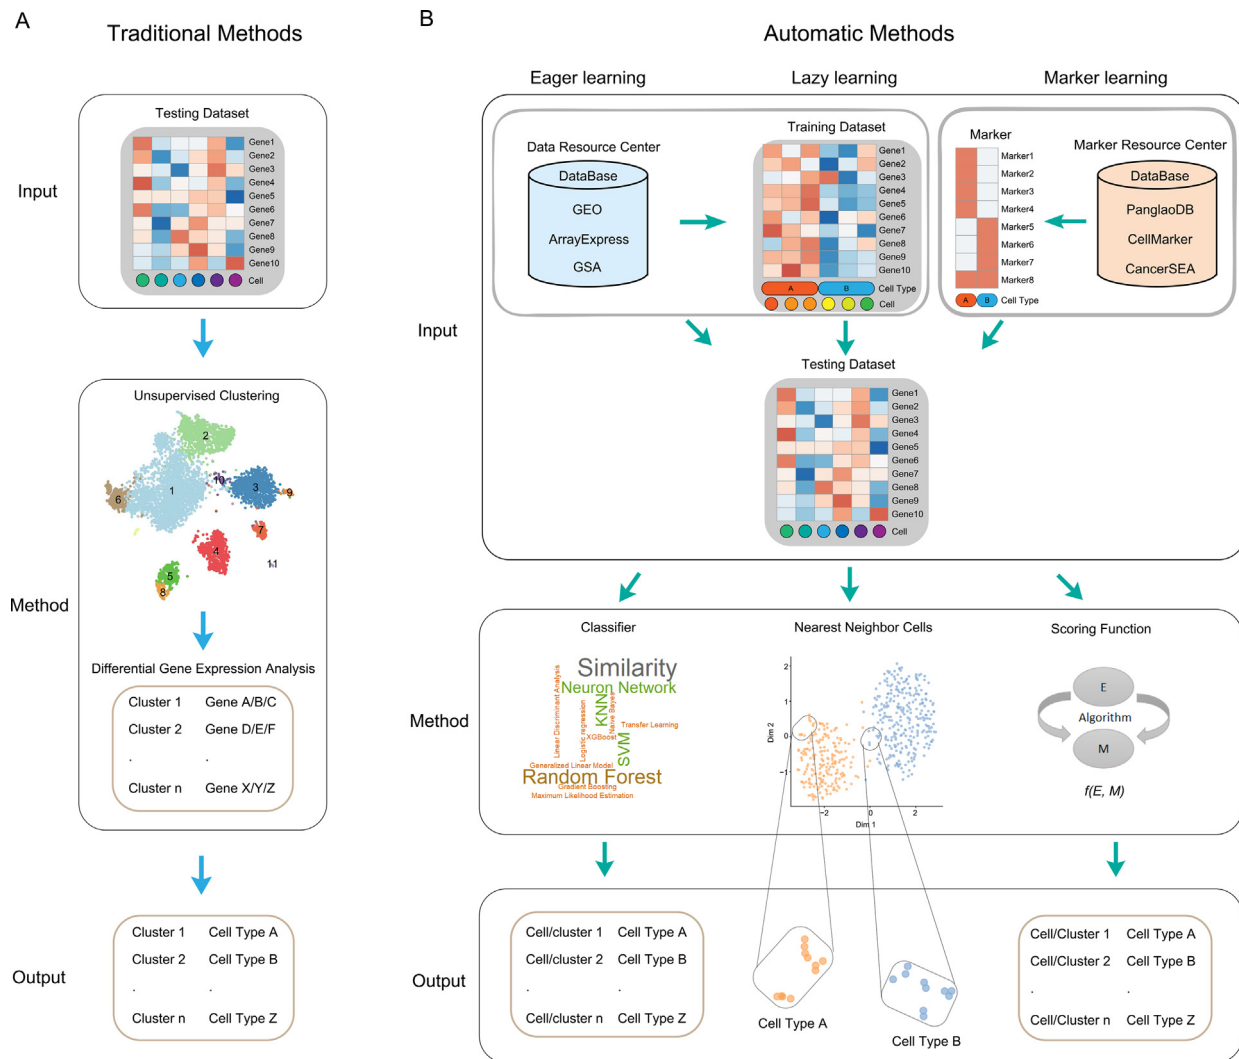 A
Traditional Methods
Input
Testing Dataset
Gene1
Gene2
Gene3
Gene4
Gene5
Gene6
Gene7
Gene8
Gene9
Gene10
Cell
Method
Unsupervised Clustering
2
10
1
3
9
6
7
4
11
5
8
Differential Gene Expression Analysis
Cluster 1 Gene A/B/C
Cluster 2 Gene D/E/F
. .
Cluster n Gene X/Y/Z
Output
Cluster 1 Cell Type A
Cluster 2 Cell Type B
. .
Cluster n Cell Type Z
B
Automatic Methods
Eager learning
Lazy learning
Marker learning
Input
Data Resource Center
DataBase
GEO
ArrayExpress
GSA
Training Dataset
Gene1
Gene2
Gene3
Gene4
Gene5
Gene6
Gene7
Gene8
Gene9
Gene10
A B Cell Type
Cell
Marker
Marker1
Marker2
Marker3
Marker4
Marker5
Marker6
Marker7
Marker8
A B Cell Type
Marker Resource Center
DataBase
PanglaoDB
CellMarker
CancerSEA
Testing Dataset
Gene1
Gene2
Gene3
Gene4
Gene5
Gene6
Gene7
Gene8
Gene9
Gene10
Cell
Method
Classifier
Similarity
Neuron Network
Linear Discriminant Analysis
Logistic regression
KNN
Naive Bayes
Transfer Learning
XGBoost
SVM
Generalized Linear Model
Random Forest
Gradient Boosting
Maximum Likelihood Estimation
Nearest Neighbor Cells
Dim 2
2
1
0
−1
−2 0 2
Dim 1
Scoring Function
E
Algorithm
M
f(E, M)
Output
Cell/cluster 1 Cell Type A
Cell/cluster 2 Cell Type B
. .
Cell/cluster n Cell Type Z
Cell Type A
Cell Type B
Cell/Cluster 1 Cell Type A
Cell/Cluster 2 Cell Type B
. .
Cell/Cluster n Cell Type Z